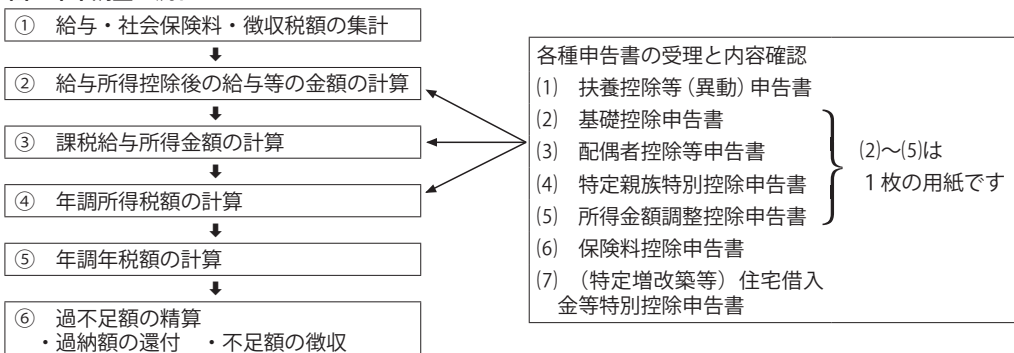 ① 給与・社会保険料・徴収税額の集計
⬇
② 給与所得控除後の給与等の金額の計算
⬇
③ 課税給与所得金額の計算
⬇
④ 年調所得税額の計算
⬇
⑤ 年調年税額の計算
⬇
⑥ 過不足額の精算
・過納額の還付 ・不足額の徴収
各種申告書の受理と内容確認
⑴ 扶養控除等(異動)申告書
⑵ 基礎控除申告書
⑶ 配偶者控除等申告書
⑷ 特定親族特別控除申告書
⑸ 所得金額調整控除申告書
⑵～⑸は
1枚の用紙です
⑹ 保険料控除申告書
⑺ (特定増改築等)住宅借入
金等特別控除申告書